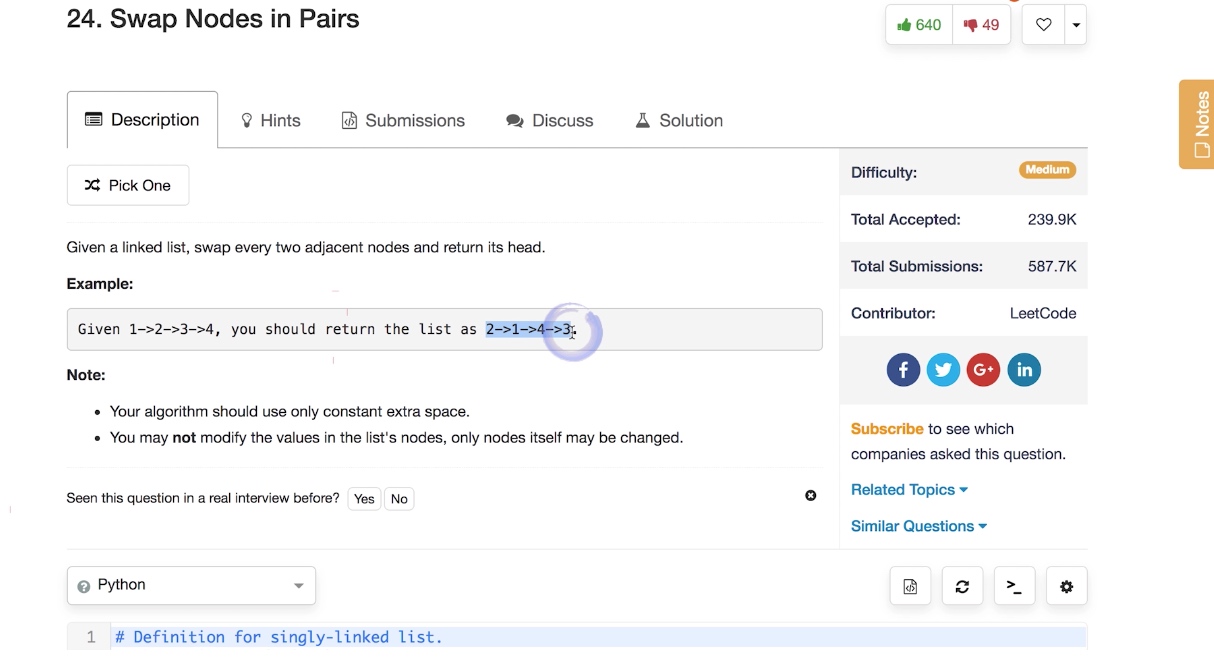 24. Swap Nodes in Pairs
640
49
Notes
Description
Hints
Submissions
Discuss
Solution
Pick One
Difficulty:
Medium
Total Accepted:
239.9K
Total Submissions:
587.7K
Contributor:
LeetCode
f
G+
in
Subscribe to see which
companies asked this question.
Related Topics
Similar Questions
Given a linked list, swap every two adjacent nodes and return its head.
Example:
Given 1->2->3->4, you should return the list as 2->1->4->3.
Note:
• Your algorithm should use only constant extra space.
• You may not modify the values in the list's nodes, only nodes itself may be changed.
Seen this question in a real interview before? Yes No
? Python
>_
1 # Definition for singly-linked list.